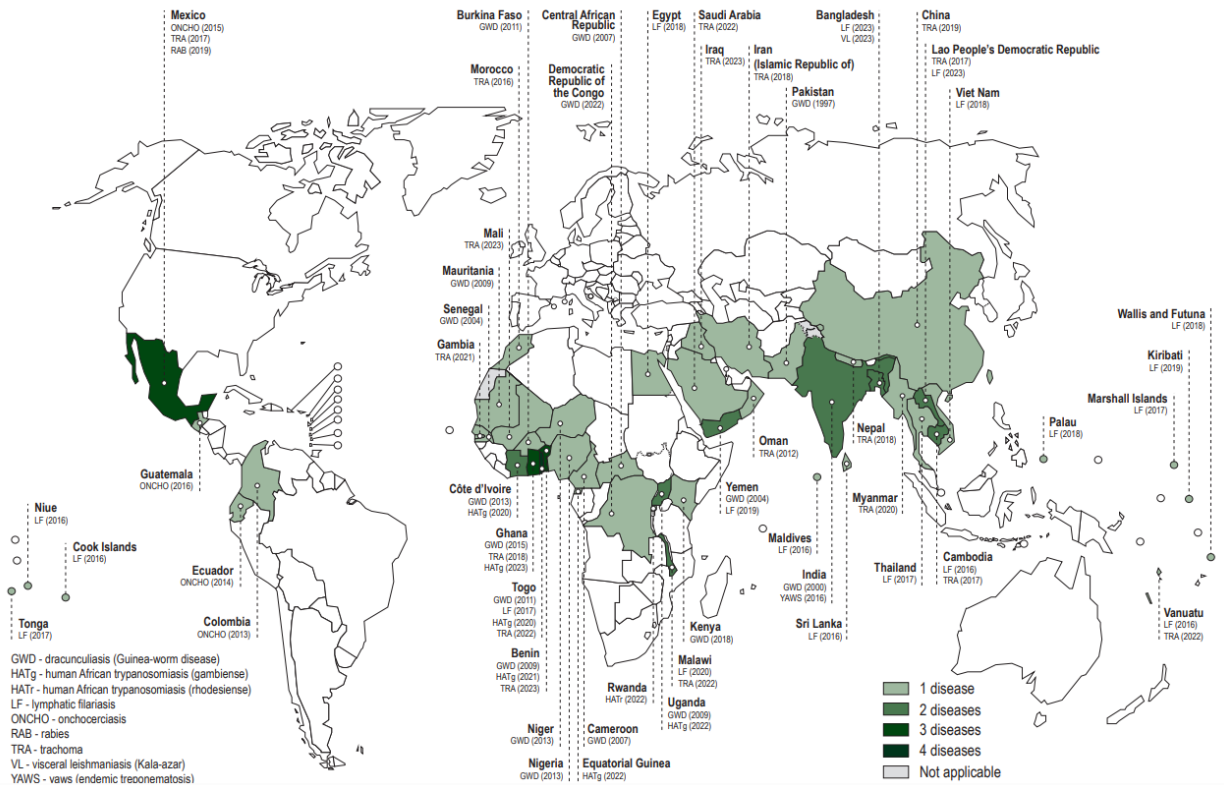 Mexico
ONCHO (2015)
TRA (2017)
RAB (2019)
Burkina Faso
GWD (2011)
Central African
Republic
GWD (2007)
Egypt
LF (2018)
Saudi Arabia
TRA (2022)
Bangladesh
LF (2023)
VL (2023)
China
TRA (2019)
Iraq
TRA (2023)
Iran
(Islamic Republic of)
TRA (2018)
Lao People's Democratic Republic
TRA (2017)
LF (2023)
Morocco
TRA (2016)
Democratic
Republic of
the Congo
GWD (2022)
Pakistan
GWD (1997)
Viet Nam
LF (2018)
Mali
TRA (2023)
Mauritania
GWD (2009)
Senegal
GWD (2004)
Gambia
TRA (2021)
Wallis and Futuna
LF (2018)
Kiribati
LF (2019)
Marshall Islands
LF (2017)
Palau
LF (2018)
Guatemala
ONCHO (2016)
Côte d'Ivoire
GWD (2013)
HATg (2020)
Oman
TRA (2012)
Nepal
TRA (2018)
Yemen
GWD (2004)
LF (2019)
Myanmar
TRA (2020)
Niue
LF (2016)
Cook Islands
LF (2016)
Ghana
GWD (2015)
TRA (2018)
HATg (2023)
Maldives
LF (2016)
Ecuador
ONCHO (2014)
Togo
GWD (2011)
LF (2017)
HATg (2020)
TRA (2022)
India
GWD (2000)
YAWS (2016)
Thailand
LF (2017)
Cambodia
LF (2016)
TRA (2017)
Tonga
LF (2017)
Colombia
ONCHO (2013)
Kenya
GWD (2018)
Sri Lanka
LF (2016)
Vanuatu
LF (2016)
TRA (2022)
Benin
GWD (2009)
HATg (2021)
TRA (2023)
Malawi
LF (2020)
TRA (2022)
Rwanda
HATr (2022)
Uganda
GWD (2009)
HATg (2022)
Niger
GWD (2013)
Cameroon
GWD (2007)
Nigeria
GWD (2013)
Equatorial Guinea
HATg (2022)
GWD - dracunculiasis (Guinea-worm disease)
HATg - human African trypanosomiasis (gambiense)
HATr - human African trypanosomiasis (rhodesiense)
LF - lymphatic filariasis
ONCHO - onchocerciasis
RAB - rabies
TRA - trachoma
VL - visceral leishmaniasis (Kala-azar)
YAWS - yaws (endemic treponematosis)
1 disease
2 diseases
3 diseases
4 diseases
Not applicable